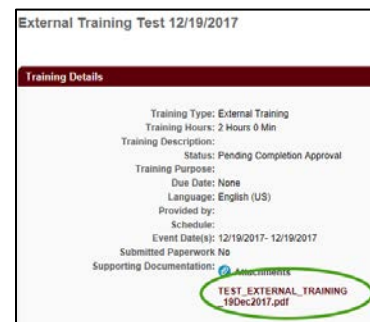 External Training Test 12/19/2017
Training Details
Training Type: External Training
Training Hours: 2 Hours 0 Min
Training Description:
Status: Pending Completion Approval
Training Purpose:
Due Date: None
Language: English (US)
Provided by:
Schedule:
Event Date(s): 12/19/2017- 12/19/2017
Submitted Paperwork No
Supporting Documentation: Attachments
TEST_EXTERNAL_TRAINING
_19Dec2017.pdf